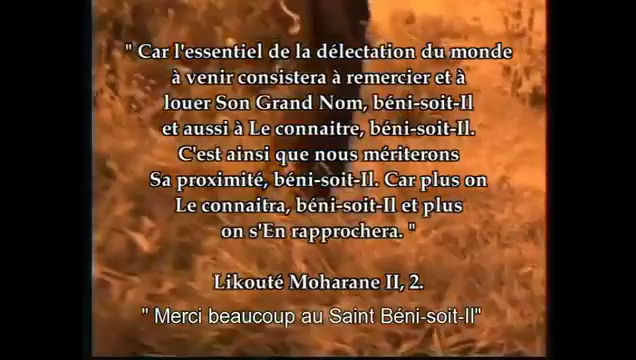 " Car l'essentiel de la délectation du monde
à venir consistera à remercier et à
louer Son Grand Nom, béni-soit-Il
et aussi à Le connaitre, béni-soit-Il.
C'est ainsi que nous mériterons
Sa proximité, béni-soit-Il. Car plus on
Le connaitra, béni-soit-Il et plus
on s'En rapprochera. "
Likouté Moharane II, 2.
" Merci beaucoup au Saint Béni-soit-Il"